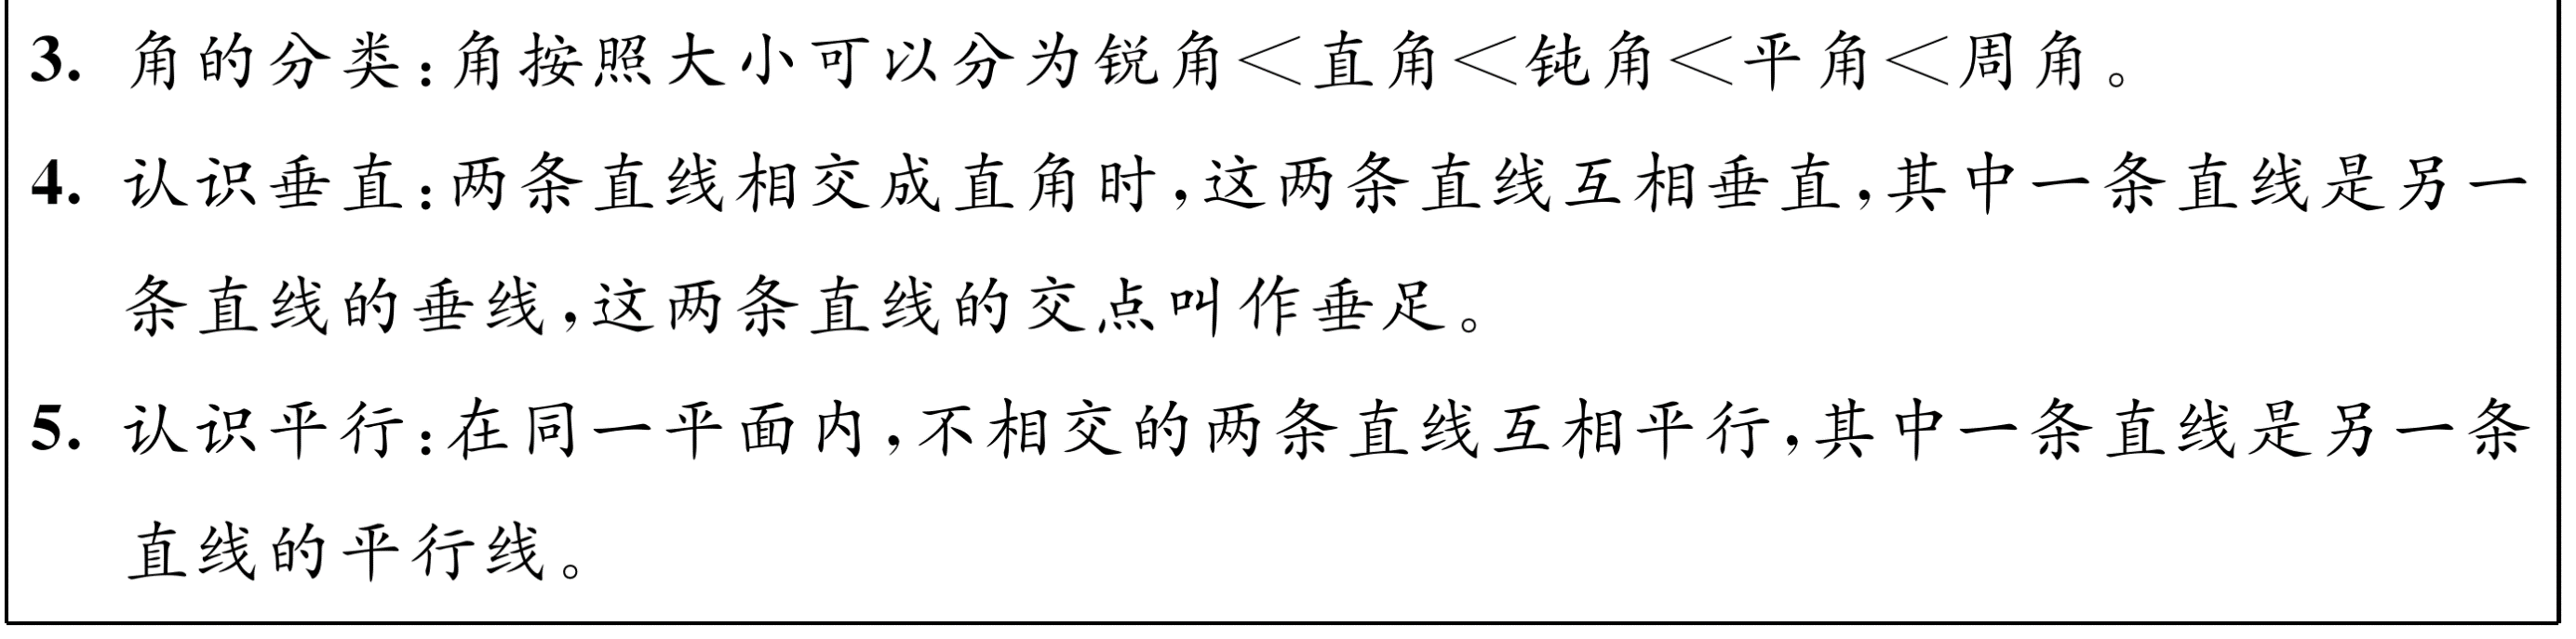 3. 角的分类:角按照大小可以分为锐角<直角<钝角<平角<周角。
4. 认识垂直:两条直线相交成直角时,这两条直线互相垂直,其中一条直线是另一
条直线的垂线,这两条直线的交点叫作垂足。
5. 认识平行:在同一平面内,不相交的两条直线互相平行,其中一条直线是另一条
直线的平行线。